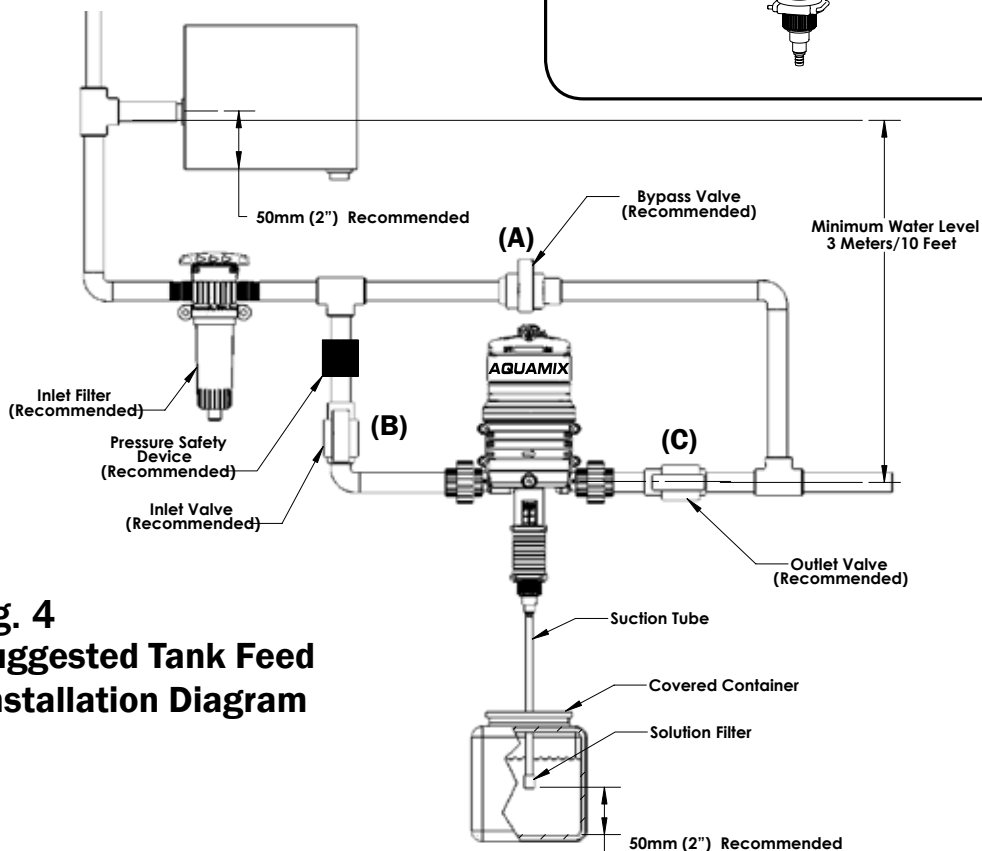 50mm (2") Recommended
Bypass Valve
(Recommended)
(A)
Minimum Water Level
3 Meters/10 Feet
AQUAMIX
Inlet Filter
(Recommended)
Pressure Safety
Device
(Recommended)
(B)
(C)
Inlet Valve
(Recommended)
Outlet Valve
(Recommended)
g. 4
uggested Tank Feed
nstallation Diagram
Suction Tube
Covered Container
Solution Filter
50mm (2") Recommended